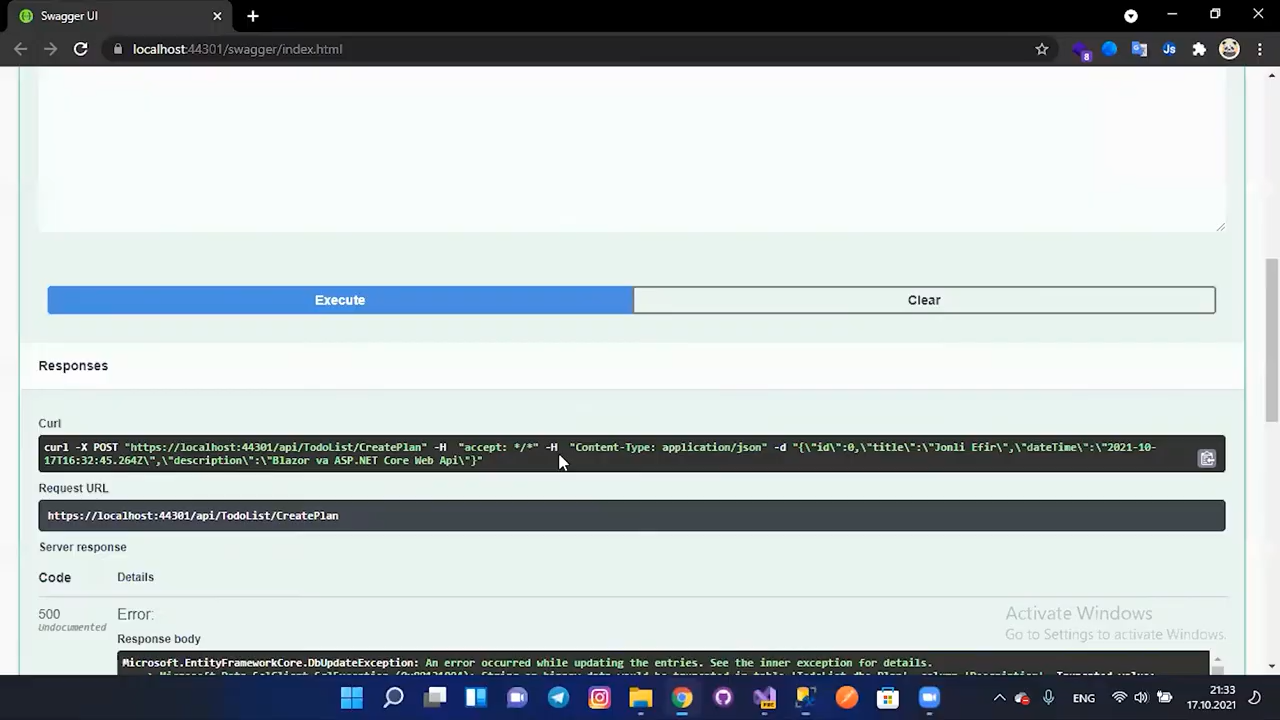 Swagger UI
localhost:44301/swagger/index.html
Js
8
Execute
Clear
Responses
Curl
curl -X POST "https://localhost:44301/api/TodoList/CreatePlan" -H  "accept: */*" -H  "Content-Type: application/json" -d "{\"id\":0,\"title\":\"Jonli Efir\",\"dateTime\":\"2021-10-
17T16:32:45.264Z\",\"description\":\"Blazor va ASP.NET Core Web Api\"}"
Request URL
https://localhost:44301/api/TodoList/CreatePlan
Server response
Code
Details
500
Undocumented
Error:
Response body
Microsoft.EntityFrameworkCore.DbUpdateException: An error occurred while updating the entries. See the inner exception for details.
Activate Windows
Go to Settings to activate Windows.
ENG
21:33
17.10.2021